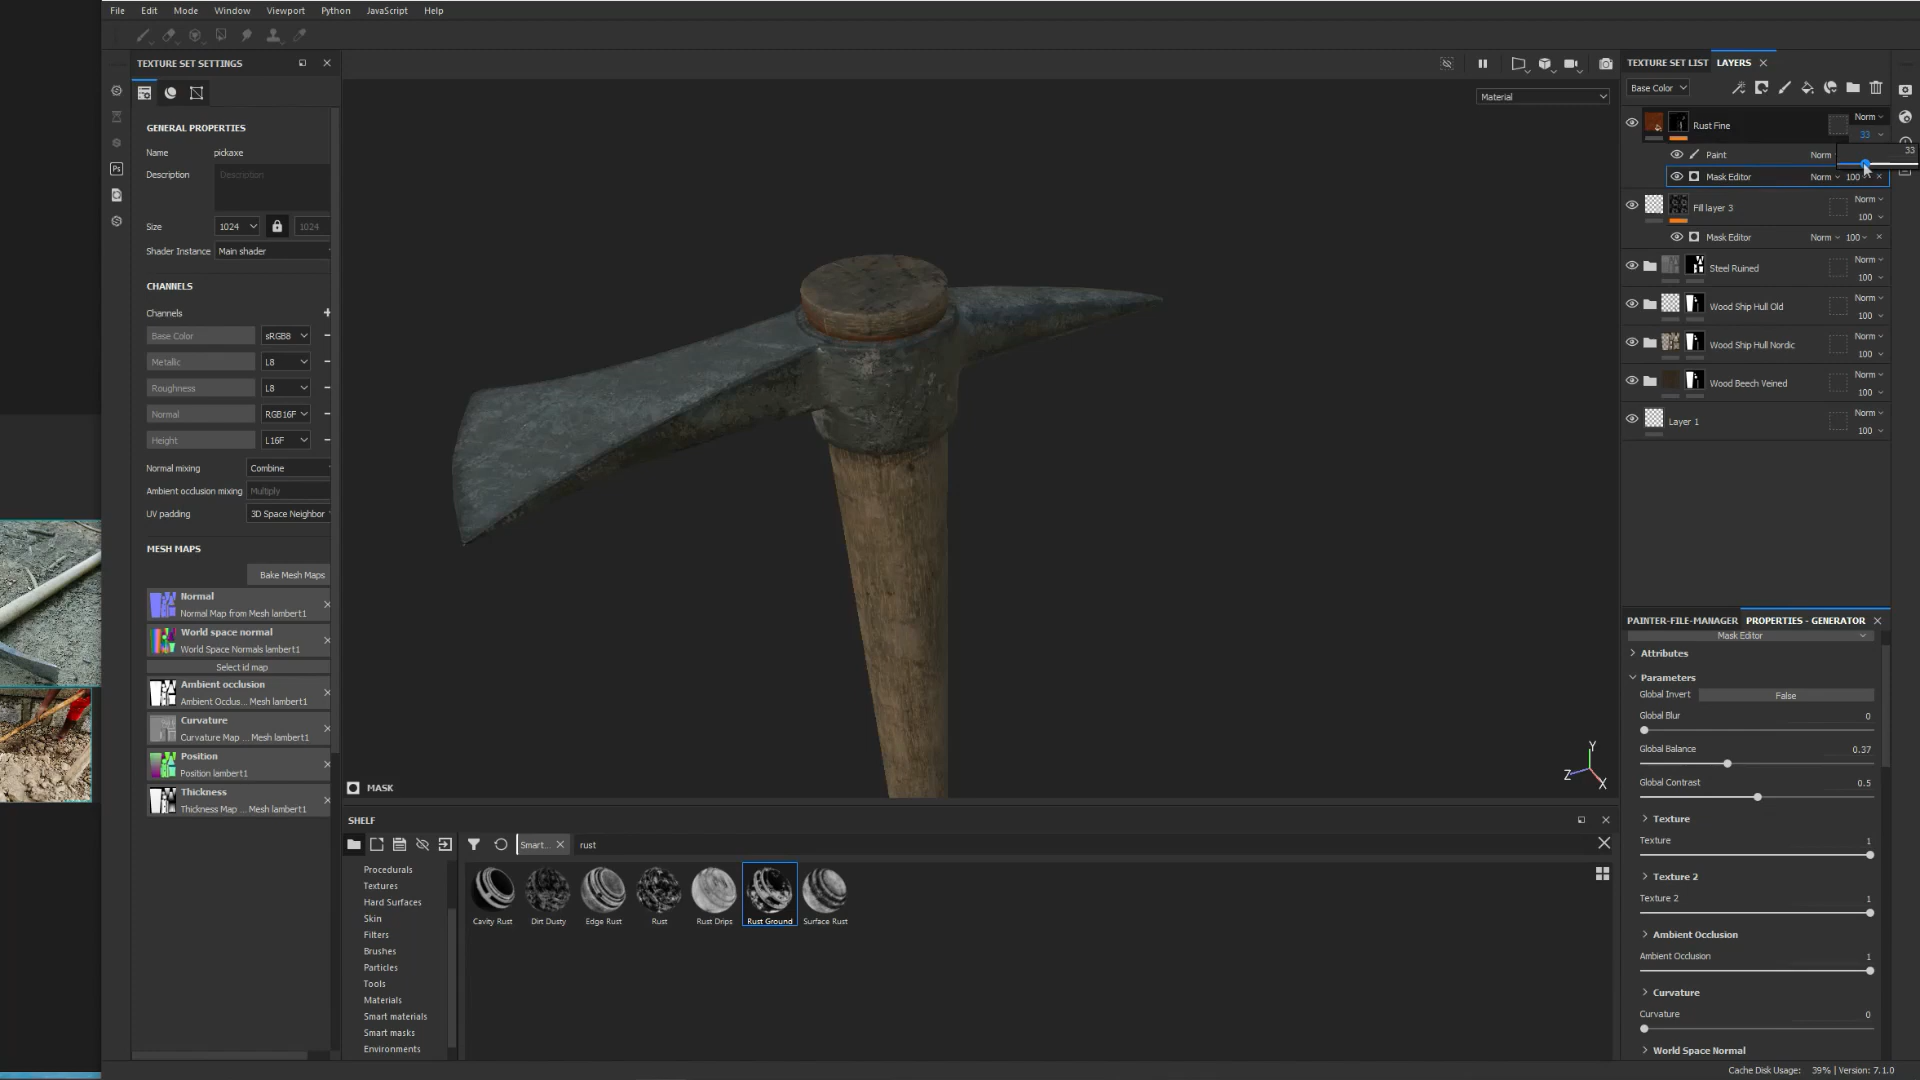 File Edit Mode Window Viewport Python JavaScript Help
TEXTURE SET SETTINGS
GENERAL PROPERTIES
Name pickaxe
Description Description
Size 1024 1024
Shader Instance Main shader
CHANNELS
Channels
Base Color sRGB8
Metallic L8
Roughness L8
Normal RGB16F
Height L16F
Normal mixing Combine
Ambient occlusion mixing Multiply
UV padding 3D Space Neighbor
MESH MAPS
Bake Mesh Maps
Normal
Normal Map from Mesh lambert1
World space normal
World Space Normals lambert1
Select id map
Ambient occlusion
Ambient Occlus... Mesh lambert1
Curvature
Curvature Map ... Mesh lambert1
Position
Position lambert1
Thickness
Thickness Map ... Mesh lambert1
Material
Y
Z
X
MASK
SHELF
Smart... rust
Procedurals
Textures
Hard Surfaces
Skin
Filters
Brushes
Particles
Tools
Materials
Smart materials
Smart masks
Environments
Cavity Rust Dirt Dusty Edge Rust Rust Rust Drips Rust Ground Surface Rust
TEXTURE SET LIST LAYERS
Base Color
Rust Fine Norm
33
33
Paint Norm
Mask Editor Norm 100
Fill layer 3 Norm
100
Mask Editor Norm 100
Steel Ruined Norm
100
Wood Ship Hull Old Norm
100
Wood Ship Hull Nordic Norm
100
Wood Beech Veined Norm
100
Layer 1 Norm
100
PAINTER-FILE-MANAGER PROPERTIES - GENERATOR
Mask Editor
Attributes
Parameters
Global Invert False
Global Blur 0
Global Balance 0.37
Global Contrast 0.5
Texture
Texture 1
Texture 2
Texture 2 1
Ambient Occlusion
Ambient Occlusion 1
Curvature
Curvature 0
World Space Normal
Cache Disk Usage: 39% | Version: 7.1.0
Ps